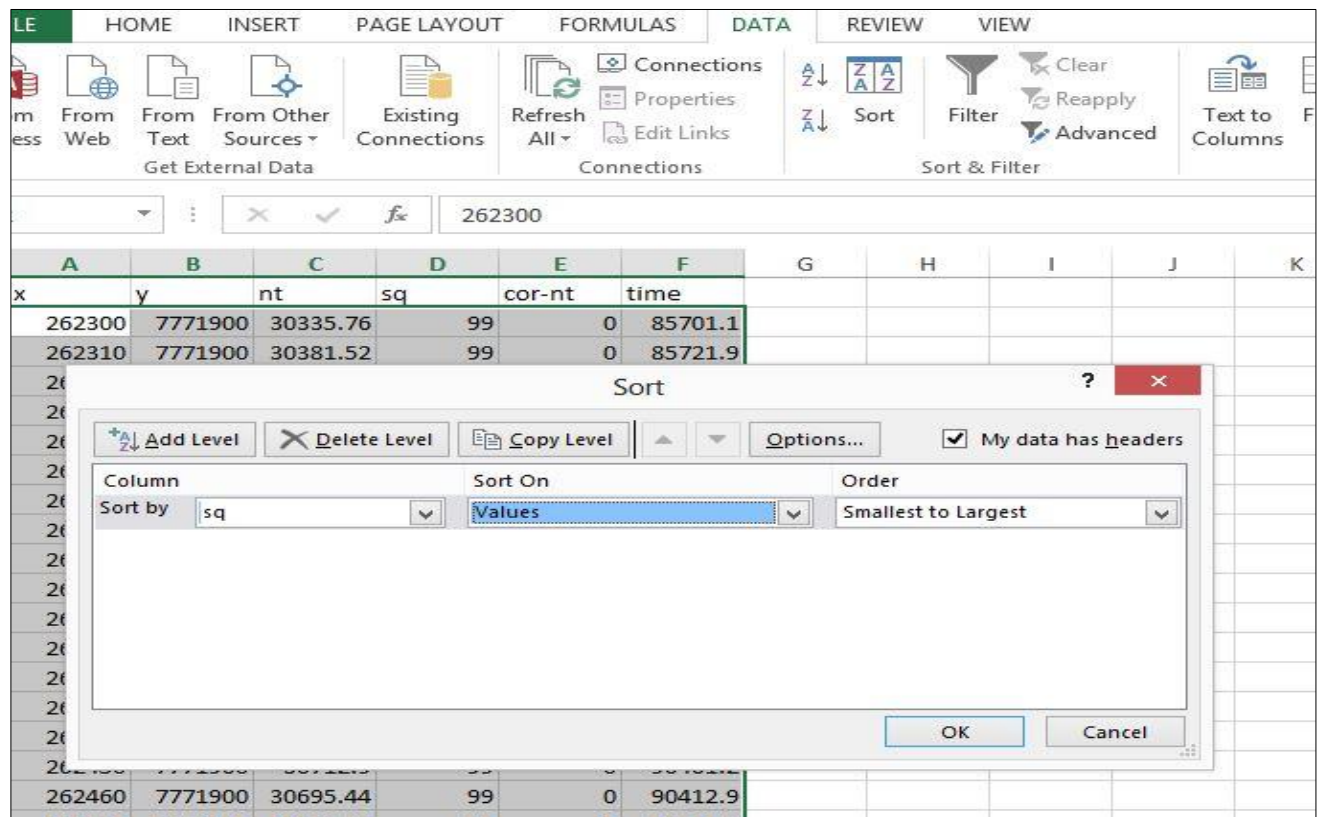 LE HOME INSERT PAGE LAYOUT FORMULAS DATA REVIEW VIEW
m From From From Other Existing Refresh Connections Sort Filter Clear Text to F
ess Web Text Sources Connections All Properties Reapply Columns
Edit Links Advanced
Get External Data Connections Sort & Filter
fx 262300
A B C D E F G H I J K
x y nt sq cor-nt time
262300 7771900 30335.76 99 0 85701.1
262310 7771900 30381.52 99 0 85721.9
Sort ? ×
Add Level Delete Level Copy Level Options... My data has headers
Column Sort On Order
Sort by sq Values Smallest to Largest
OK Cancel
262460 7771900 30695.44 99 0 90412.9